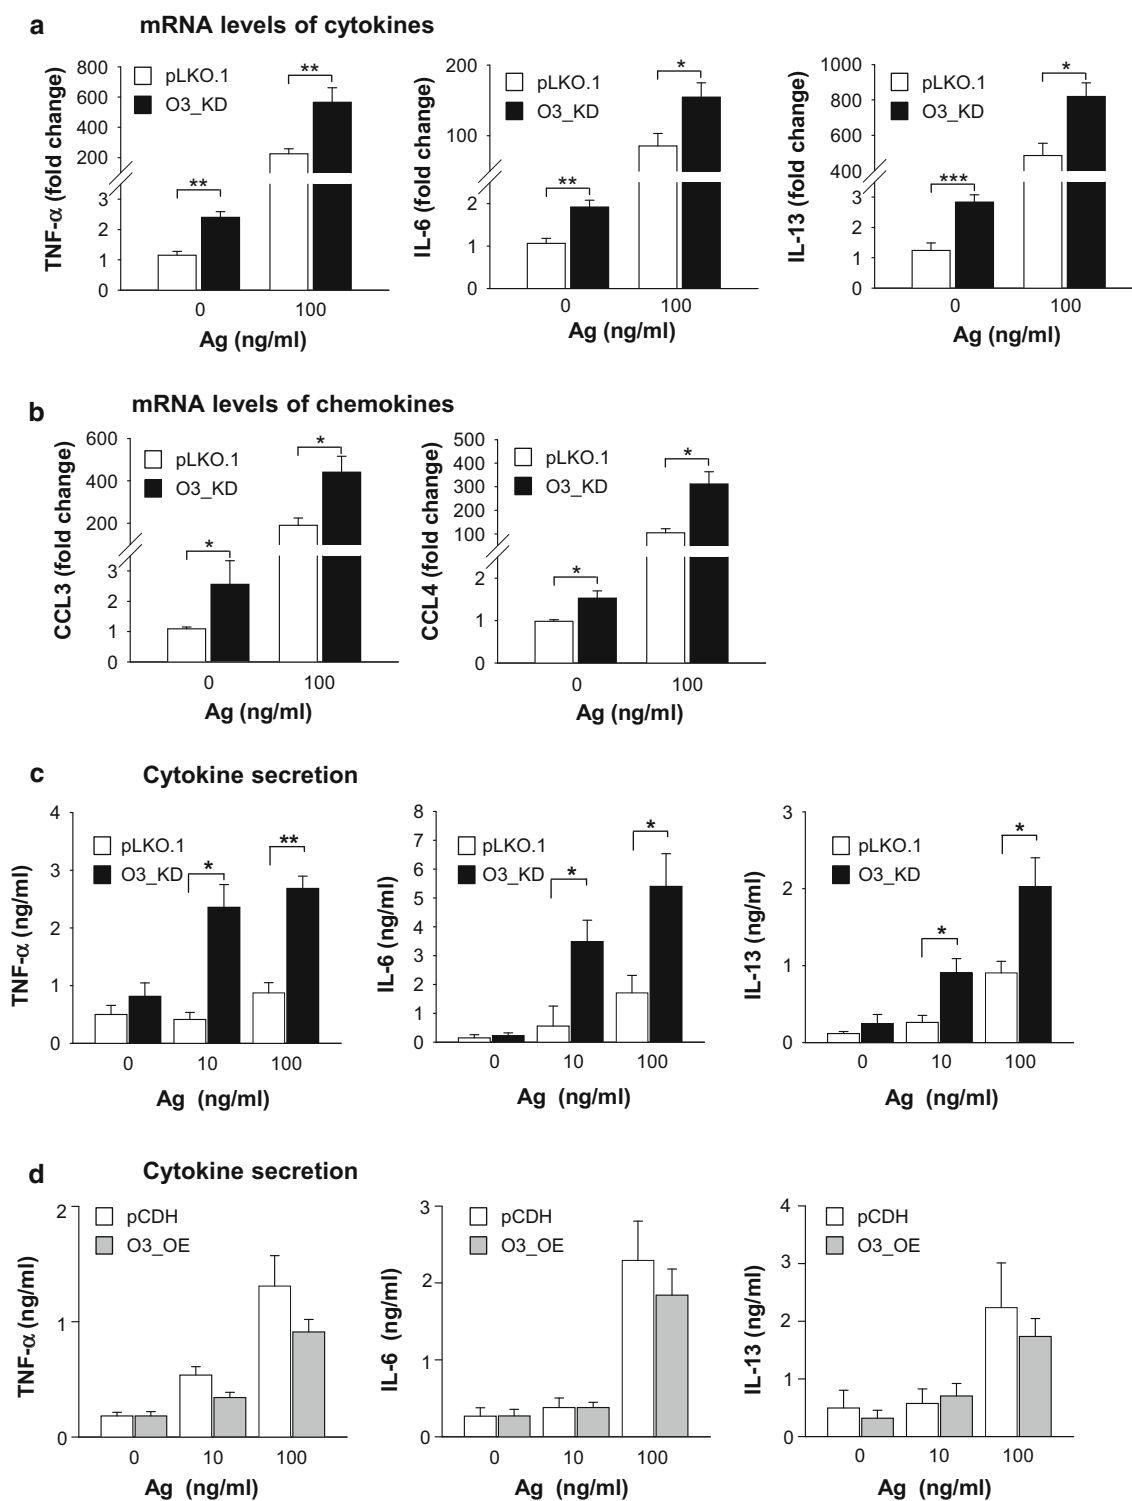 a
mRNA levels of cytokines
TNF-α (fold change)
800
600
400
200
3
2
1
0
pLKO.1
O3_KD
**
**
0
100
Ag (ng/ml)
IL-6 (fold change)
200
100
2
1
0
pLKO.1
O3_KD
**
*
0
100
Ag (ng/ml)
IL-13 (fold change)
1000
800
600
400
3
2
1
0
pLKO.1
O3_KD
***
*
0
100
Ag (ng/ml)
b
mRNA levels of chemokines
CCL3 (fold change)
600
400
200
3
2
1
0
pLKO.1
O3_KD
*
*
0
100
Ag (ng/ml)
CCL4 (fold change)
500
400
300
200
100
2
1
0
pLKO.1
O3_KD
*
*
0
100
Ag (ng/ml)
c
Cytokine secretion
TNF-α (ng/ml)
4
3
2
1
0
pLKO.1
O3_KD
*
**
0
10
100
Ag (ng/ml)
IL-6 (ng/ml)
8
7
6
5
4
3
2
1
0
pLKO.1
O3_KD
*
*
0
10
100
Ag (ng/ml)
IL-13 (ng/ml)
3
2
1
0
pLKO.1
O3_KD
*
*
0
10
100
Ag (ng/ml)
d
Cytokine secretion
TNF-α (ng/ml)
2
1
0
pCDH
O3_OE
0
10
100
Ag (ng/ml)
IL-6 (ng/ml)
3
2
1
0
pCDH
O3_OE
0
10
100
Ag (ng/ml)
IL-13 (ng/ml)
4
3
2
1
0
pCDH
O3_OE
0
10
100
Ag (ng/ml)